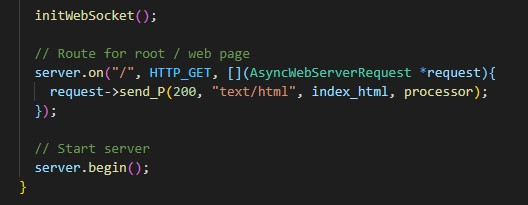 initWebSocket();
// Route for root / web page
server.on("/", HTTP_GET, [](AsyncWebServerRequest *request){
request->send_P(200, "text/html", index_html, processor);
});
// Start server
server.begin();
}